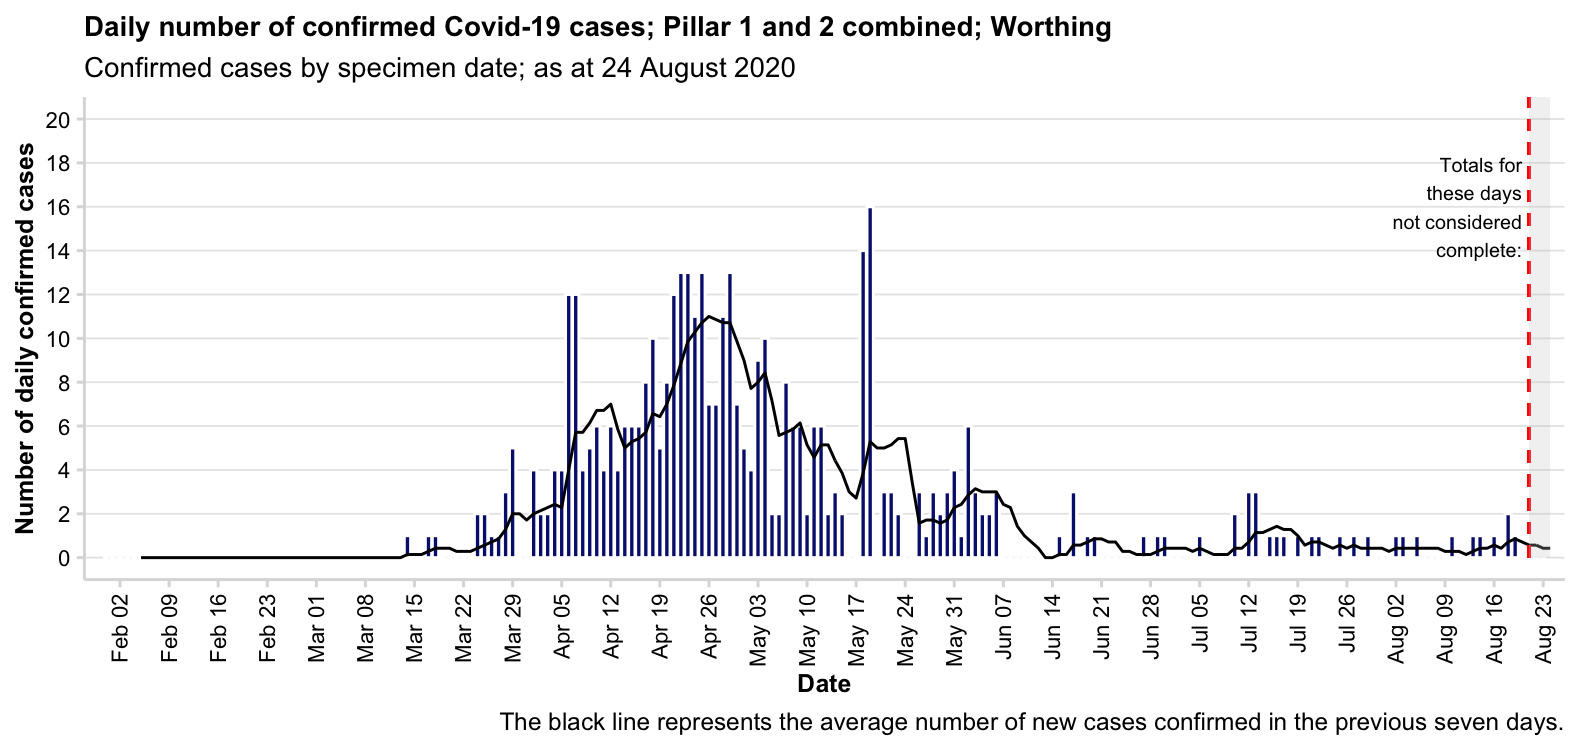 Daily number of confirmed Covid-19 cases; Pillar 1 and 2 combined; Worthing
Confirmed cases by specimen date; as at 24 August 2020
Number of daily confirmed cases
20
18
16
14
12
10
8
6
4
2
0
Totals for
these days
not considered
complete:
Feb 02
Feb 09
Feb 16
Feb 23
Mar 01
Mar 08
Mar 15
Mar 22
Mar 29
Apr 05
Apr 12
Apr 19
Apr 26
May 03
May 10
May 17
May 24
May 31
Jun 07
Jun 14
Jun 21
Jun 28
Jul 05
Jul 12
Jul 19
Jul 26
Aug 02
Aug 09
Aug 16
Aug 23
Date
The black line represents the average number of new cases confirmed in the previous seven days.